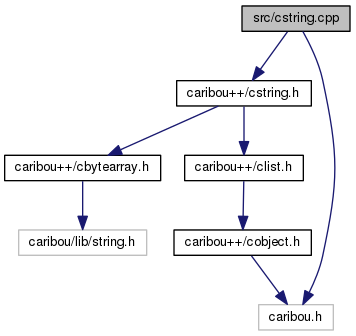 src/cstring.cpp
caribou++/cstring.h
caribou++/cbytearray.h
caribou++/clist.h
caribou/lib/string.h
caribou++/cobject.h
caribou.h